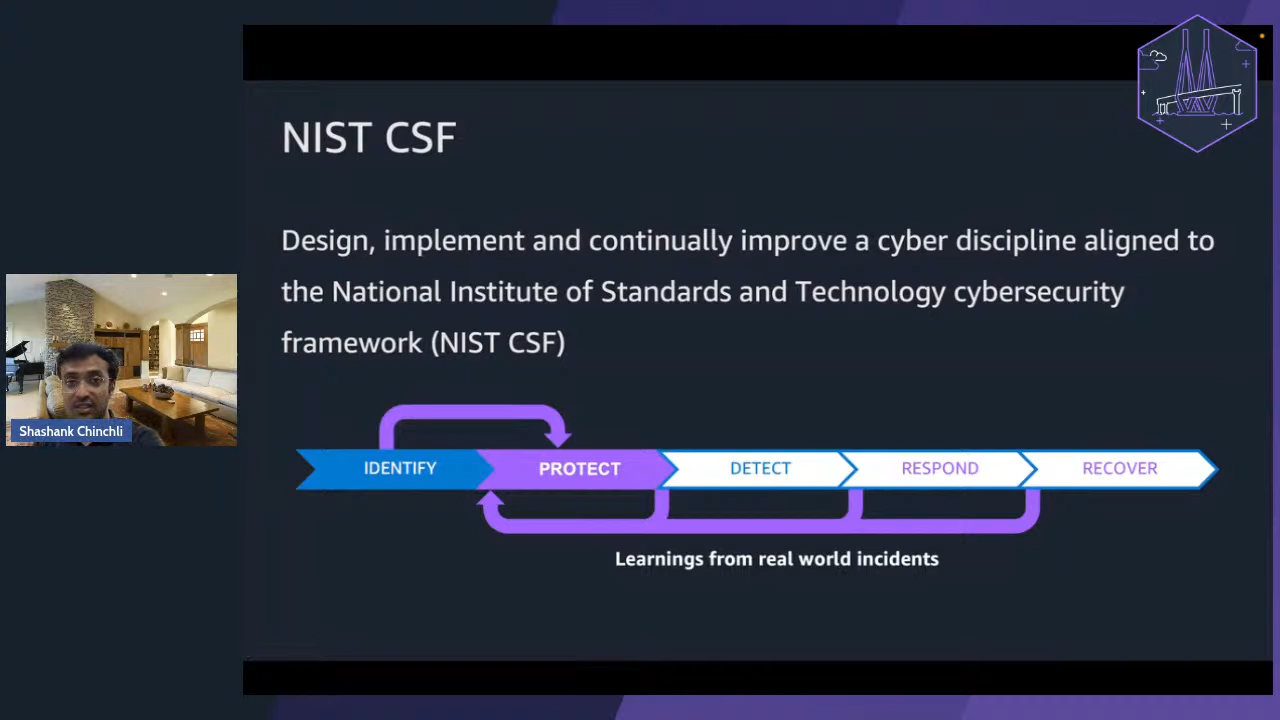 NIST CSF
Design, implement and continually improve a cyber discipline aligned to
the National Institute of Standards and Technology cybersecurity
framework (NIST CSF)
IDENTIFY
PROTECT
DETECT
RESPOND
RECOVER
Learnings from real world incidents
Shashank Chinchli